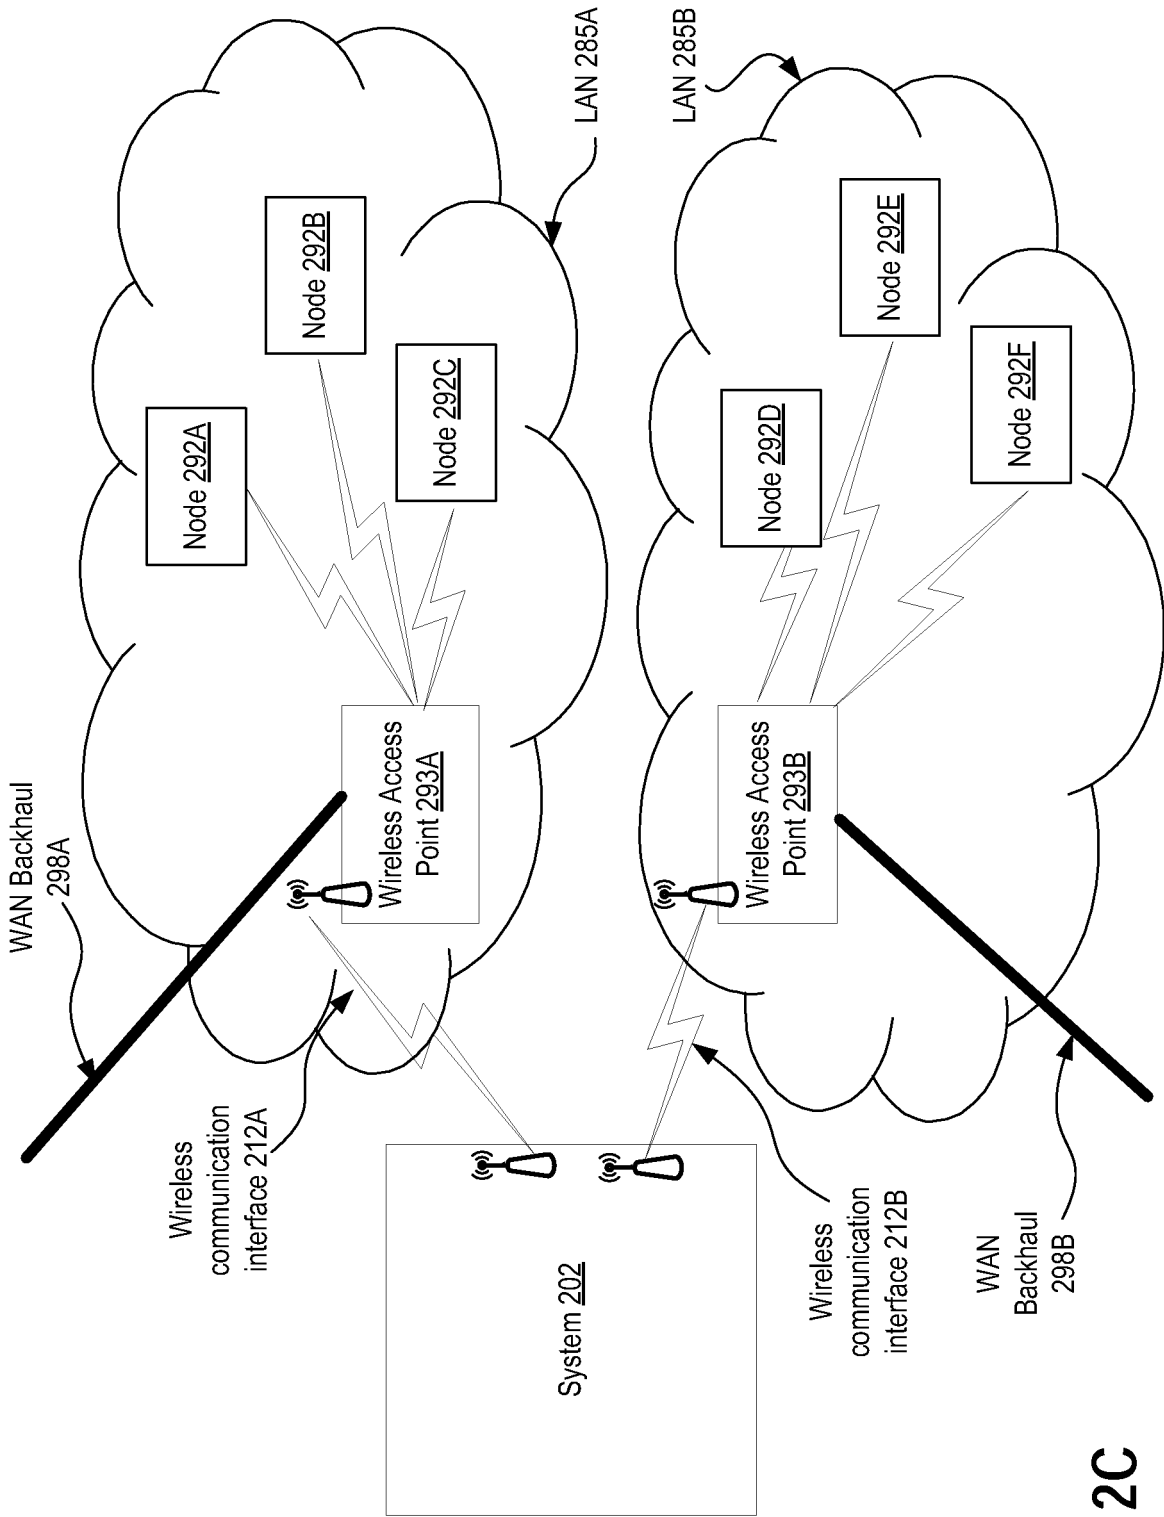 WAN Backhaul
298A
Wireless
communication
interface 212A
Node 292A
Node 292B
Node 292C
Wireless Access
Point 293A
LAN 285A
System 202
LAN 285B
Node 292D
Node 292E
Node 292F
Wireless Access
Point 293B
Wireless
communication
interface 212B
WAN
Backhaul
298B
2C